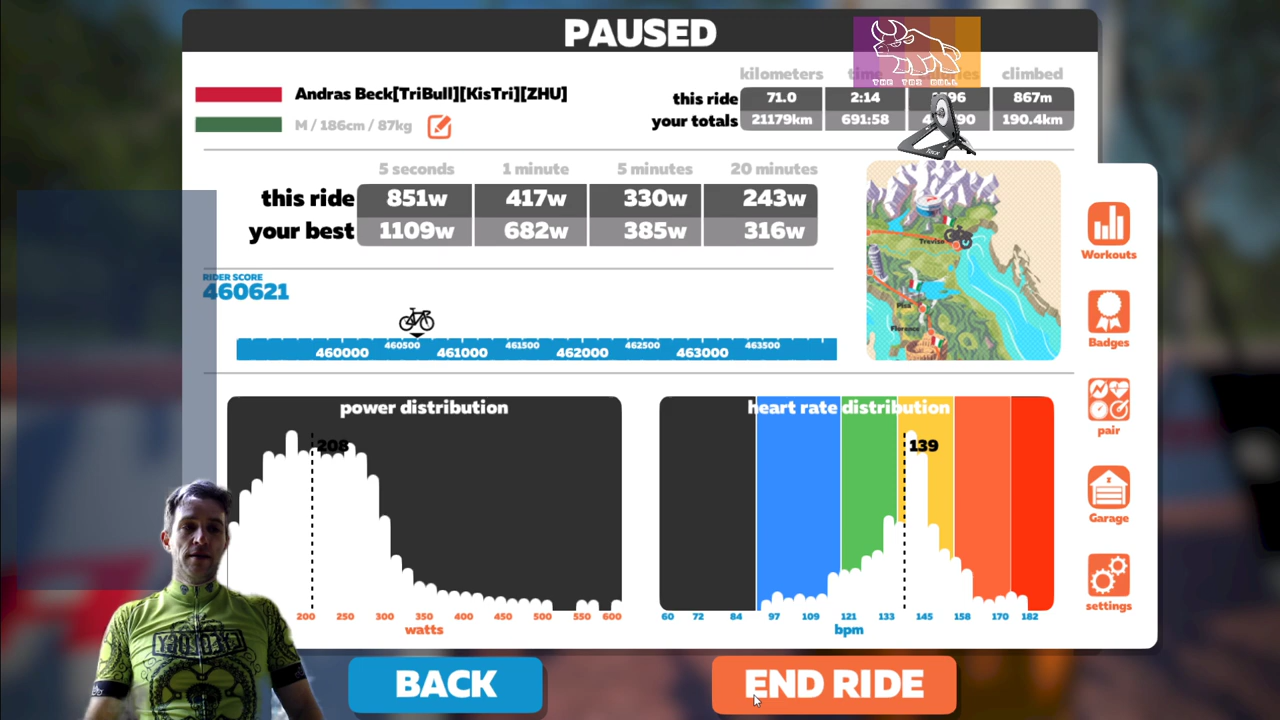 PAUSED
THE TRI BULL
kilometers time climbed
Andras Beck[TriBull][KisTri][ZHU]
this ride 71.0 2:14 867m
M / 186cm / 87kg
your totals 21179km 691:58 190.4km
5 seconds 1 minute 5 minutes 20 minutes
this ride 851w 417w 330w 243w
your best 1109w 682w 385w 316w
Treviso
Pisa
Florence
RIDER SCORE
460621
460000 460500 461000 461500 462000 462500 463000 463500
power distribution
208
200 250 300 350 400 450 500 550 600
watts
heart rate distribution
139
60 72 84 97 109 121 133 145 158 170 182
bpm
Workouts
Badges
pair
Garage
settings
BACK
END RIDE